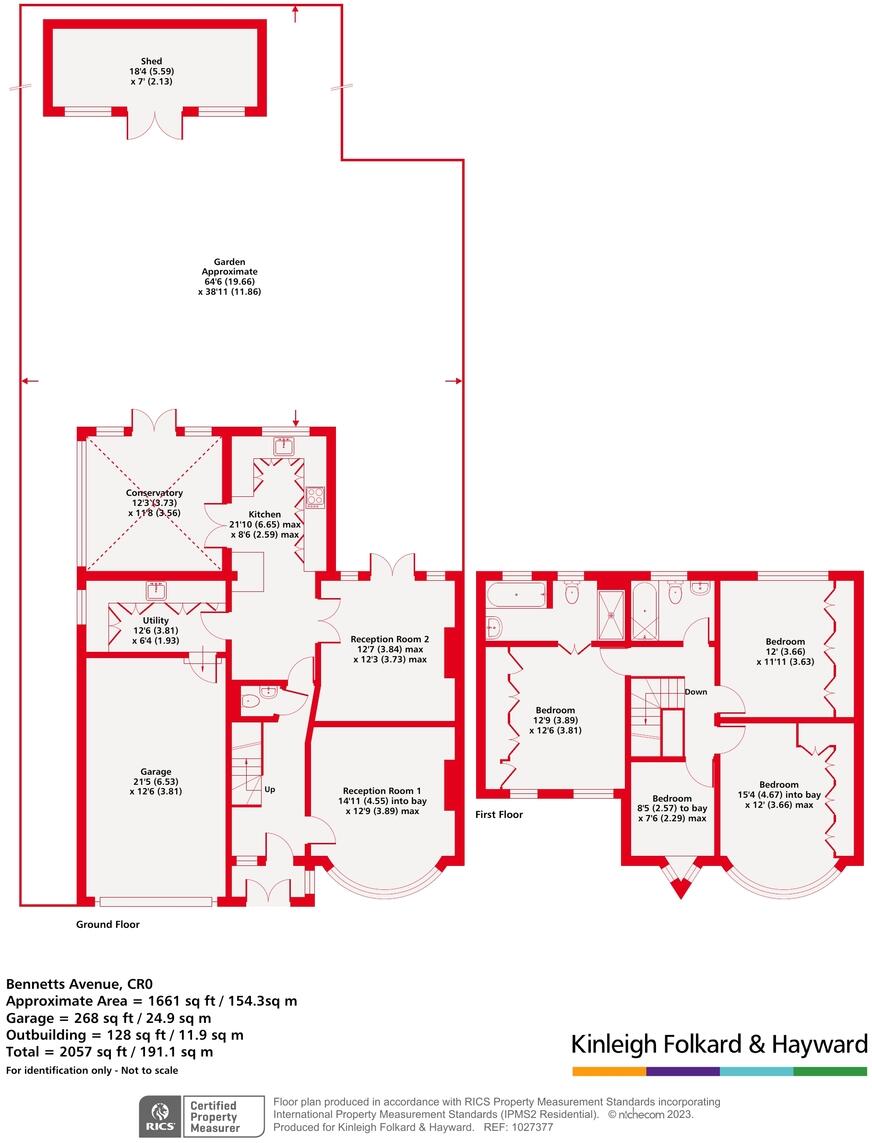 Shed
18'4 (5.59)
x 7' (2.13)
Garden
Approximate
64'6 (19.66)
x 38'11 (11.86)
Conservatory
12'3 (3.73)
x 11'8 (3.56)
Kitchen
21'10 (6.65) max
x 8'6 (2.59) max
Utility
12'6 (3.81)
x 6'4 (1.93)
Reception Room 2
12'7 (3.84) max
x 12'3 (3.73) max
Garage
21'5 (6.53)
x 12'6 (3.81)
Up
Reception Room 1
14'11 (4.55) into bay
x 12'9 (3.89) max
Ground Floor
Bedroom
12' (3.66)
x 11'11 (3.63)
Down
Bedroom
12'9 (3.89)
x 12'6 (3.81)
Bedroom
8'5 (2.57) to bay
x 7'6 (2.29) max
Bedroom
15'4 (4.67) into bay
x 12' (3.66) max
First Floor
Bennetts Avenue, CR0
Approximate Area = 1661 sq ft / 154.3sq m
Garage = 268 sq ft / 24.9 sq m
Outbuilding = 128 sq ft / 11.9 sq m
Total = 2057 sq ft / 191.1 sq m
For identification only - Not to scale
Kinleigh Folkard & Hayward
RICS
Certified
Property
Measurer
Floor plan produced in accordance with RICS Property Measurement Standards incorporating
International Property Measurement Standards (IPMS2 Residential). © nichecom 2023.
Produced for Kinleigh Folkard & Hayward. REF: 1027377